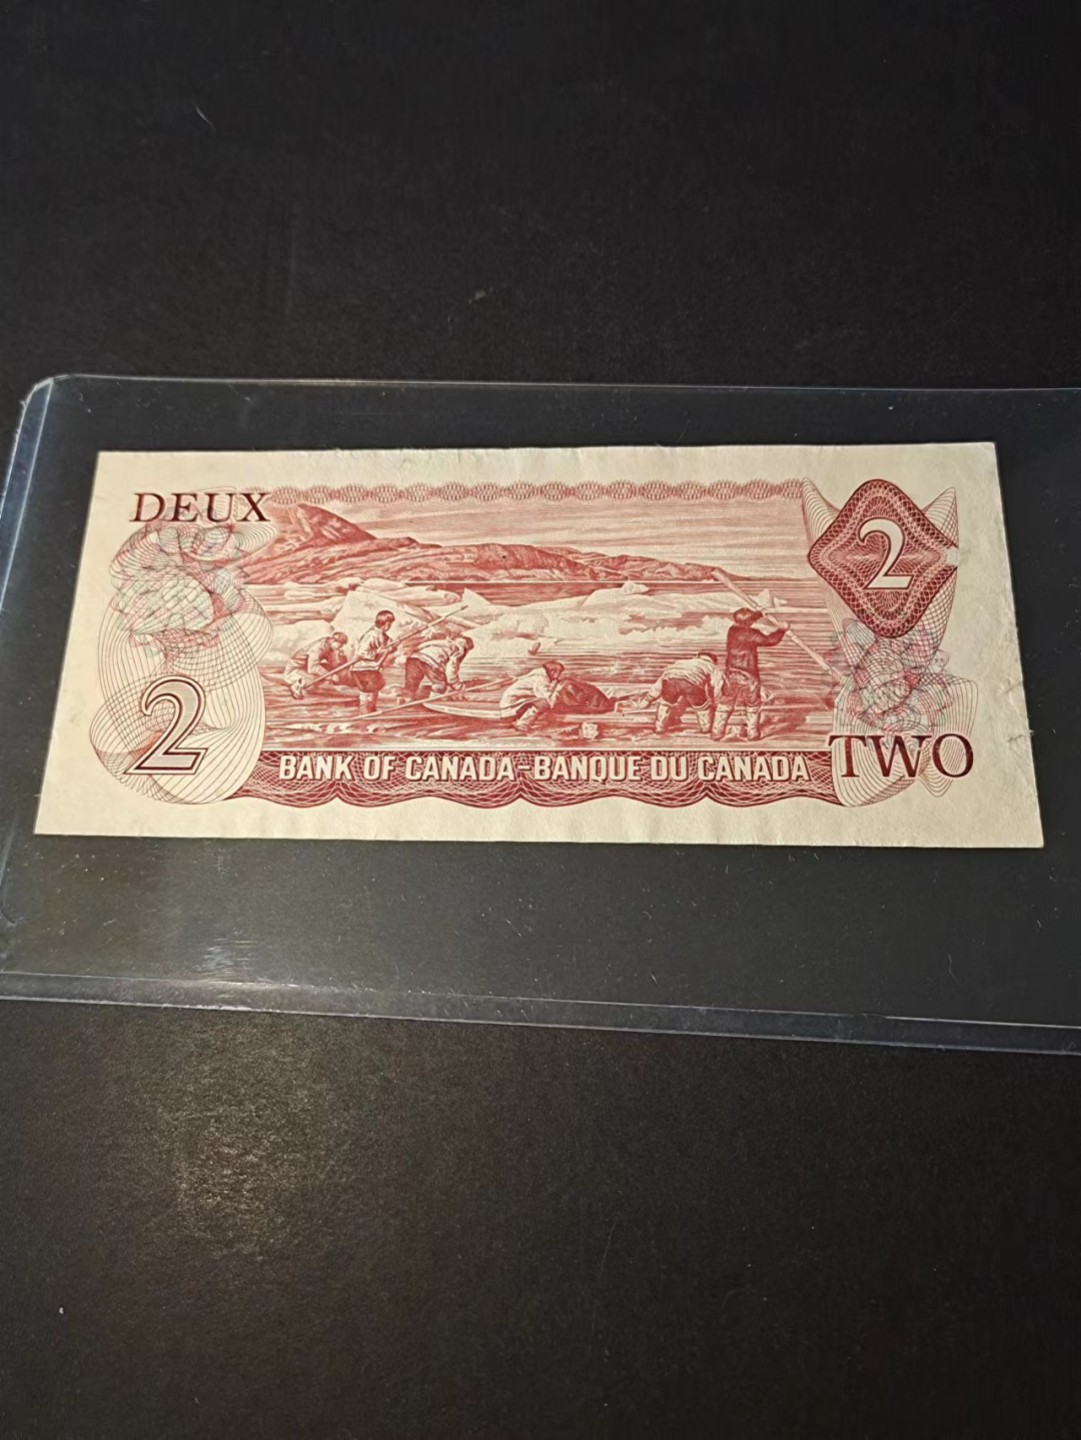 DEUX
2
2
BANK OF CANADA-BANQUE DU CANADA
TWO